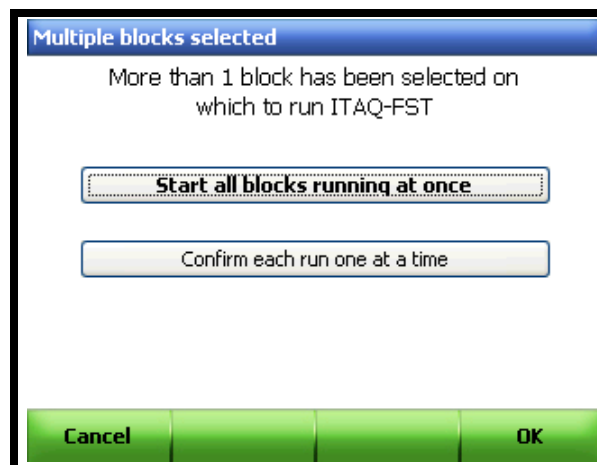 Multiple blocks selected
More than 1 block has been selected on
which to run ITAQ-FST
Start all blocks running at once
Confirm each run one at a time
Cancel OK